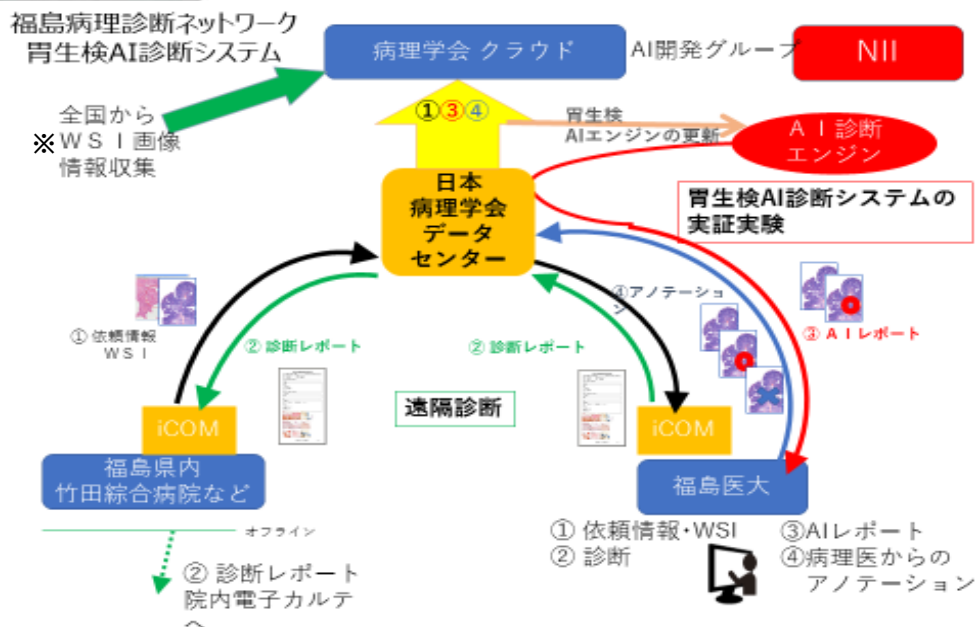 福島病理診断ネットワーク
胃生検AI診断システム
病理学会 クラウド
AI開発グループ
NII
全国から
※ＷＳＩ画像
情報収集
①③④
胃生検
AIエンジンの更新
ＡＩ診断
エンジン
日本
病理学会
データ
センター
胃生検AI診断システムの
実証実験
① 依頼情報
ＷＳＩ
② 診断レポート
② 診断レポート
④アノテーショ
ン
③ ＡＩレポート
遠隔診断
iCOM
iCOM
福島県内
竹田綜合病院など
福島医大
オフライン
② 診断レポート
院内電子カルテ
へ
① 依頼情報・WSI
② 診断
③AIレポート
④病理医からの
アノテーション